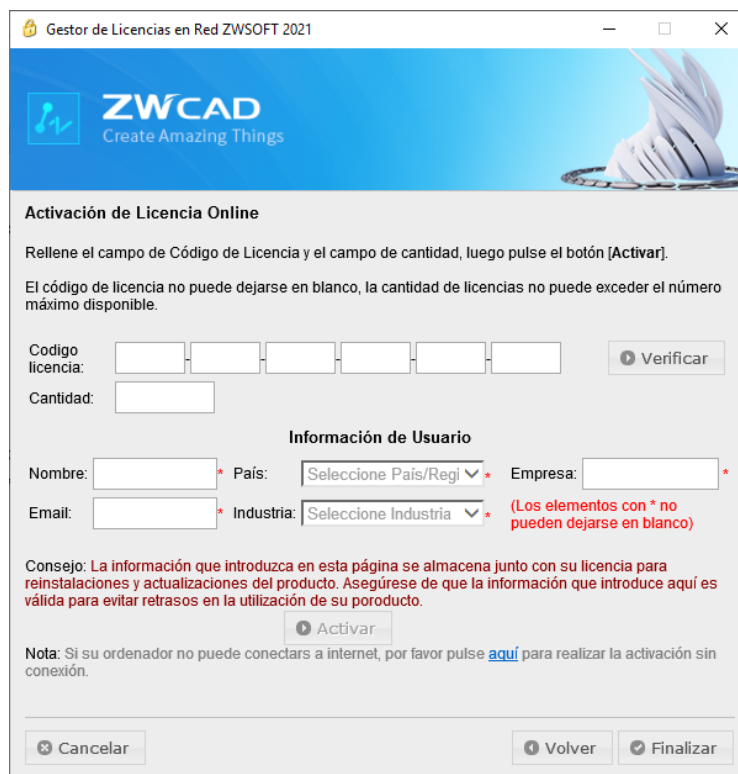 Gestor de Licencias en Red ZWSOFT 2021
ZWCAD
Create Amazing Things
Activación de Licencia Online
Rellene el campo de Código de Licencia y el campo de cantidad, luego pulse el botón [Activar].
El código de licencia no puede dejarse en blanco, la cantidad de licencias no puede exceder el número
máximo disponible.
Codigo
licencia:
- - - - -
Verificar
Cantidad:
Información de Usuario
Nombre: * País: Seleccione País/Regi * Empresa: *
Email: * Industria: Seleccione Industria * (Los elementos con * no
pueden dejarse en blanco)
Consejo: La información que introduzca en esta página se almacena junto con su licencia para
reinstalaciones y actualizaciones del producto. Asegúrese de que la información que introduce aquí es
válida para evitar retrasos en la utilización de su poroducto.
Activar
Nota: Si su ordenador no puede conectars a internet, por favor pulse aquí para realizar la activación sin
conexión.
Cancelar Volver Finalizar